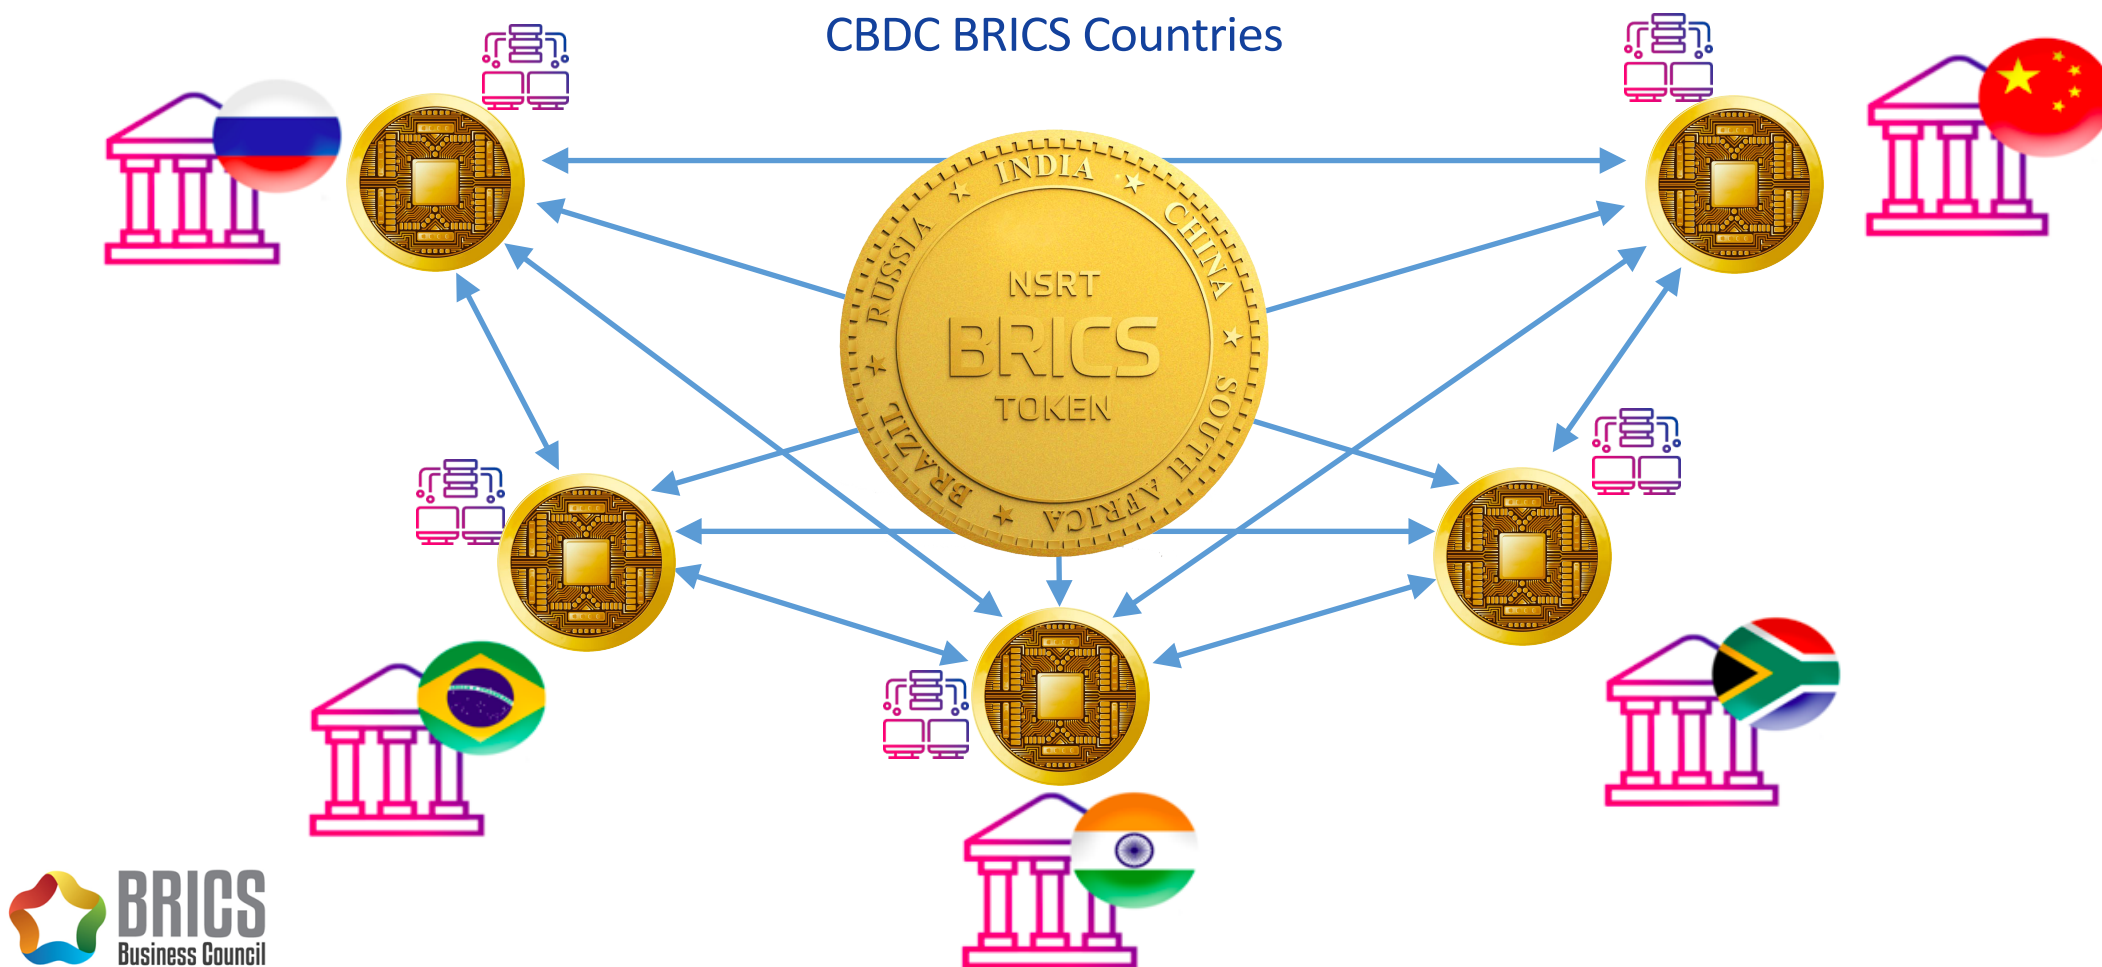 CBDC BRICS Countries
RUSSIA ★ INDIA ★ CHINA ★ SOUTH AFRICA ★ BRAZIL ★
NSRT
BRICS
TOKEN
BRICS
Business Council